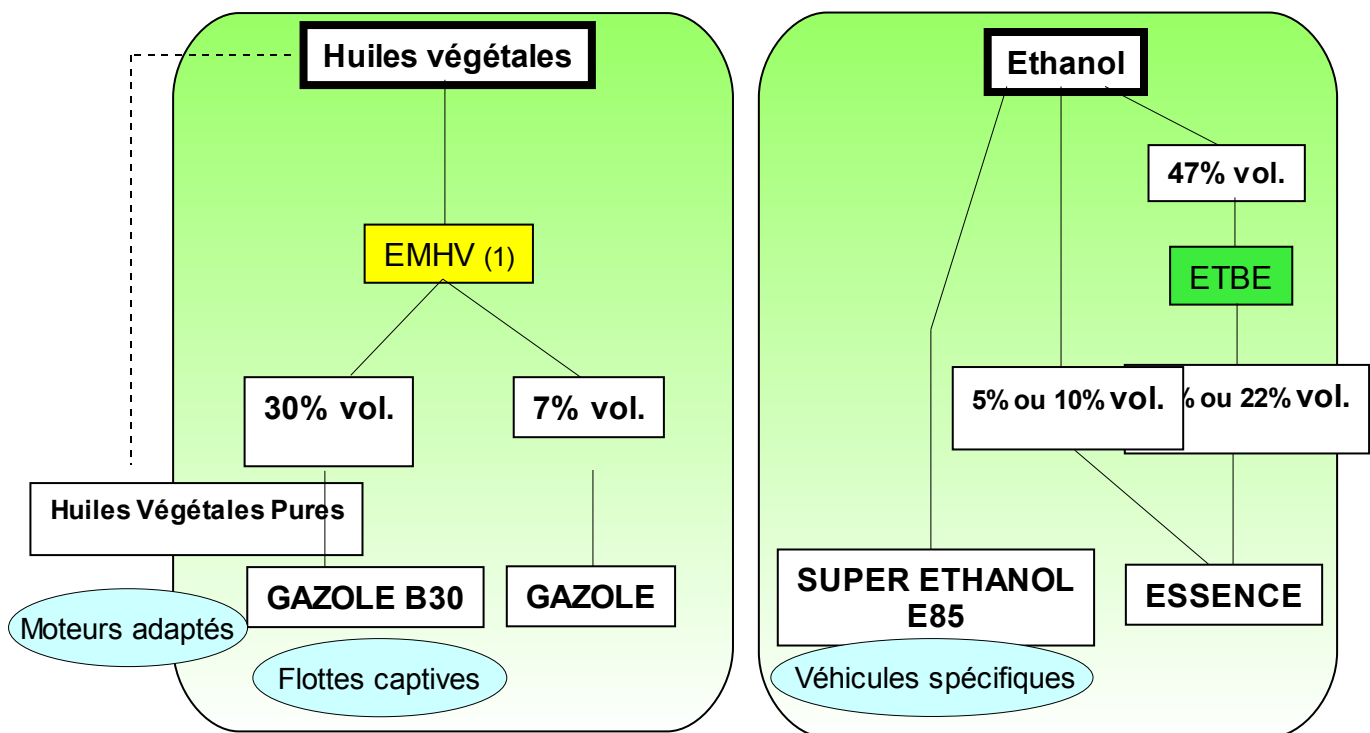 Huiles végétales
Ethanol
47% vol.
EMHV (1)
ETBE
30% vol.
7% vol.
5% ou 10% vol.
% ou 22% vol.
Huiles Végétales Pures
GAZOLE B30
GAZOLE
SUPER ETHANOL
E85
ESSENCE
Moteurs adaptés
Flottes captives
Véhicules spécifiques